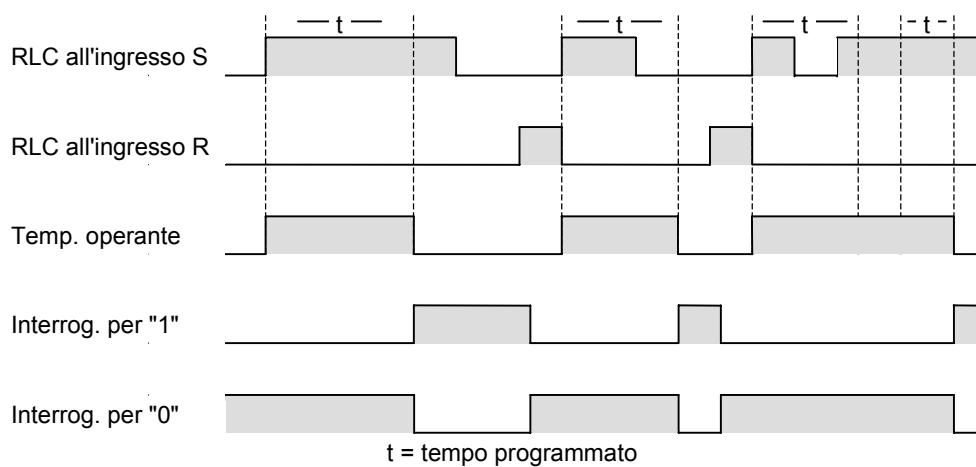 t t t t
RLC all'ingresso S
RLC all'ingresso R
Temp. operante
Interrog. per "1"
Interrog. per "0"
t = tempo programmato